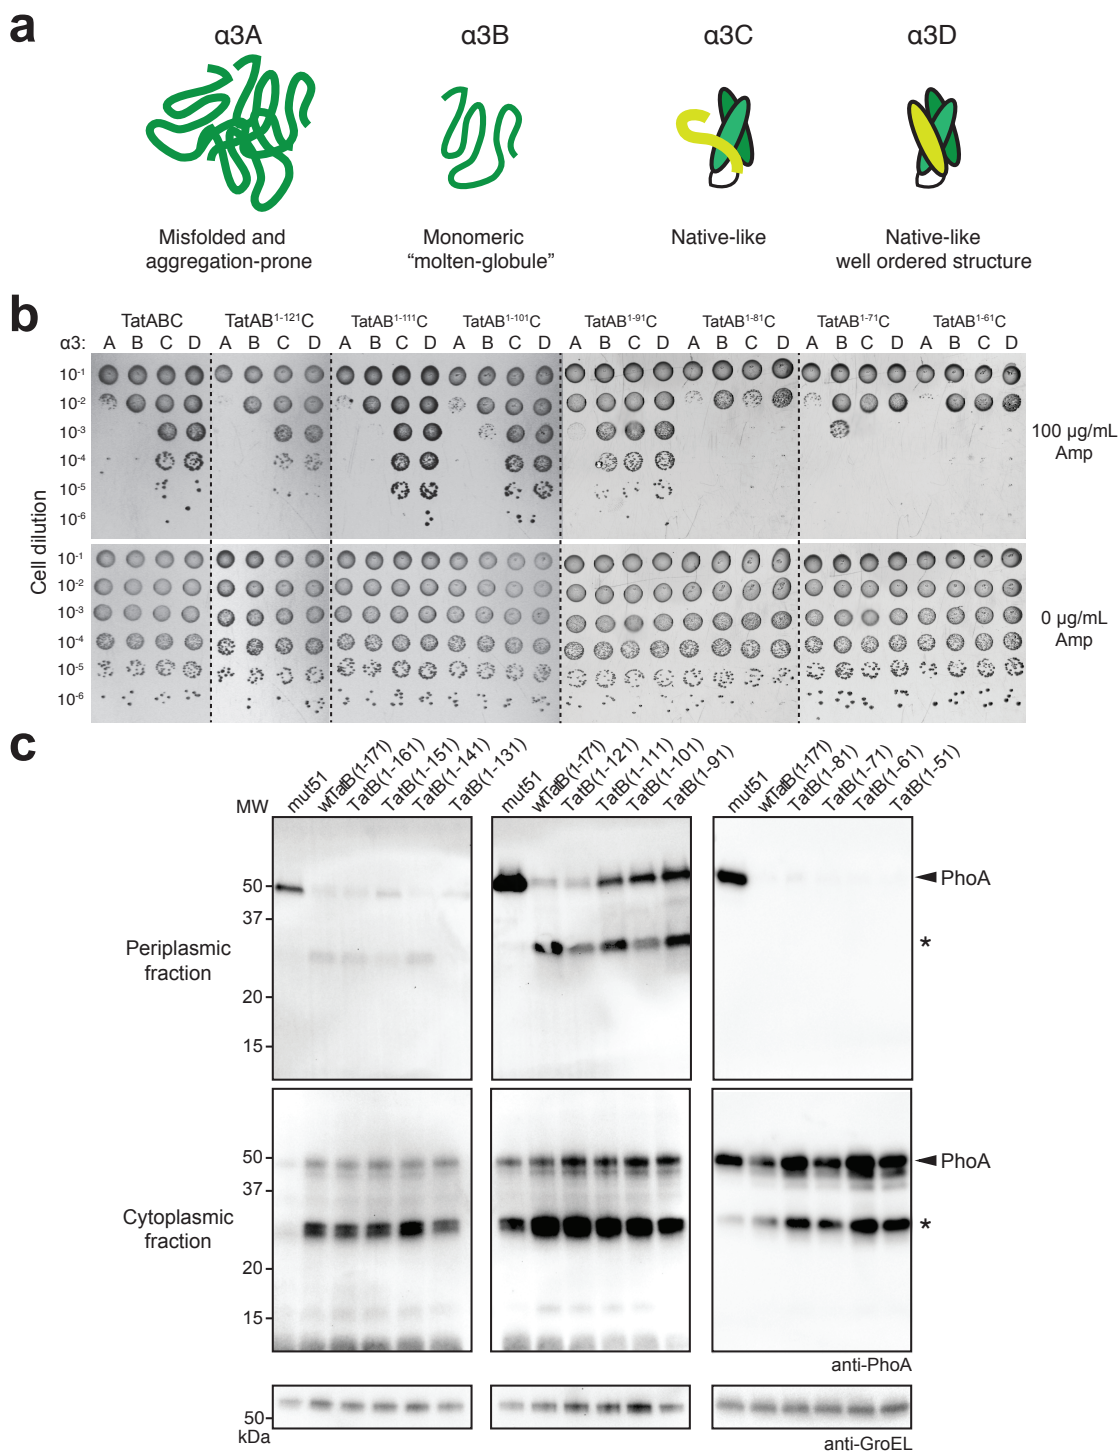 a
α3A α3B α3C α3D
Misfolded and
aggregation-prone
Monomeric
“molten-globule”
Native-like
Native-like
well ordered structure
b
TatABC TatAB1-121C TatAB1-111C TatAB1-101C TatAB1-91C TatAB1-81C TatAB1-71C TatAB1-61C
α3: A B C D A B C D A B C D A B C D A B C D A B C D A B C D A B C D
10-1
10-2
10-3
10-4
10-5
10-6
100 µg/mL
Amp
Cell dilution
10-1
10-2
10-3
10-4
10-5
10-6
0 µg/mL
Amp
c
MW
mut51 wtTatB(1-171) TatB(1-161) TatB(1-151) TatB(1-141) TatB(1-131)
mut51 wtTatB(1-171) TatB(1-121) TatB(1-111) TatB(1-101) TatB(1-91)
mut51 wtTatB(1-171) TatB(1-81) TatB(1-71) TatB(1-61) TatB(1-51)
50
37
20
15
Periplasmic
fraction
PhoA
*
50
37
20
15
Cytoplasmic
fraction
PhoA
*
anti-PhoA
50
kDa
anti-GroEL